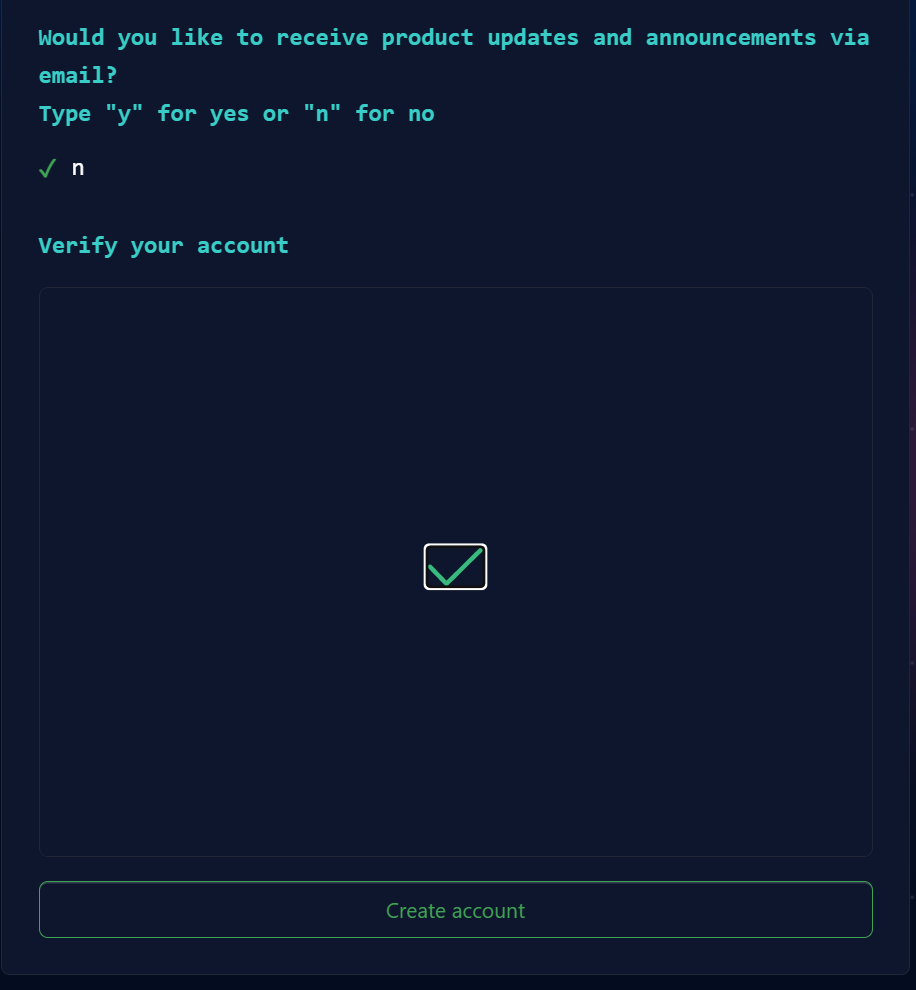 Would you like to receive product updates and announcements via
email?
Type "y" for yes or "n" for no
✓ n
Verify your account
Create account